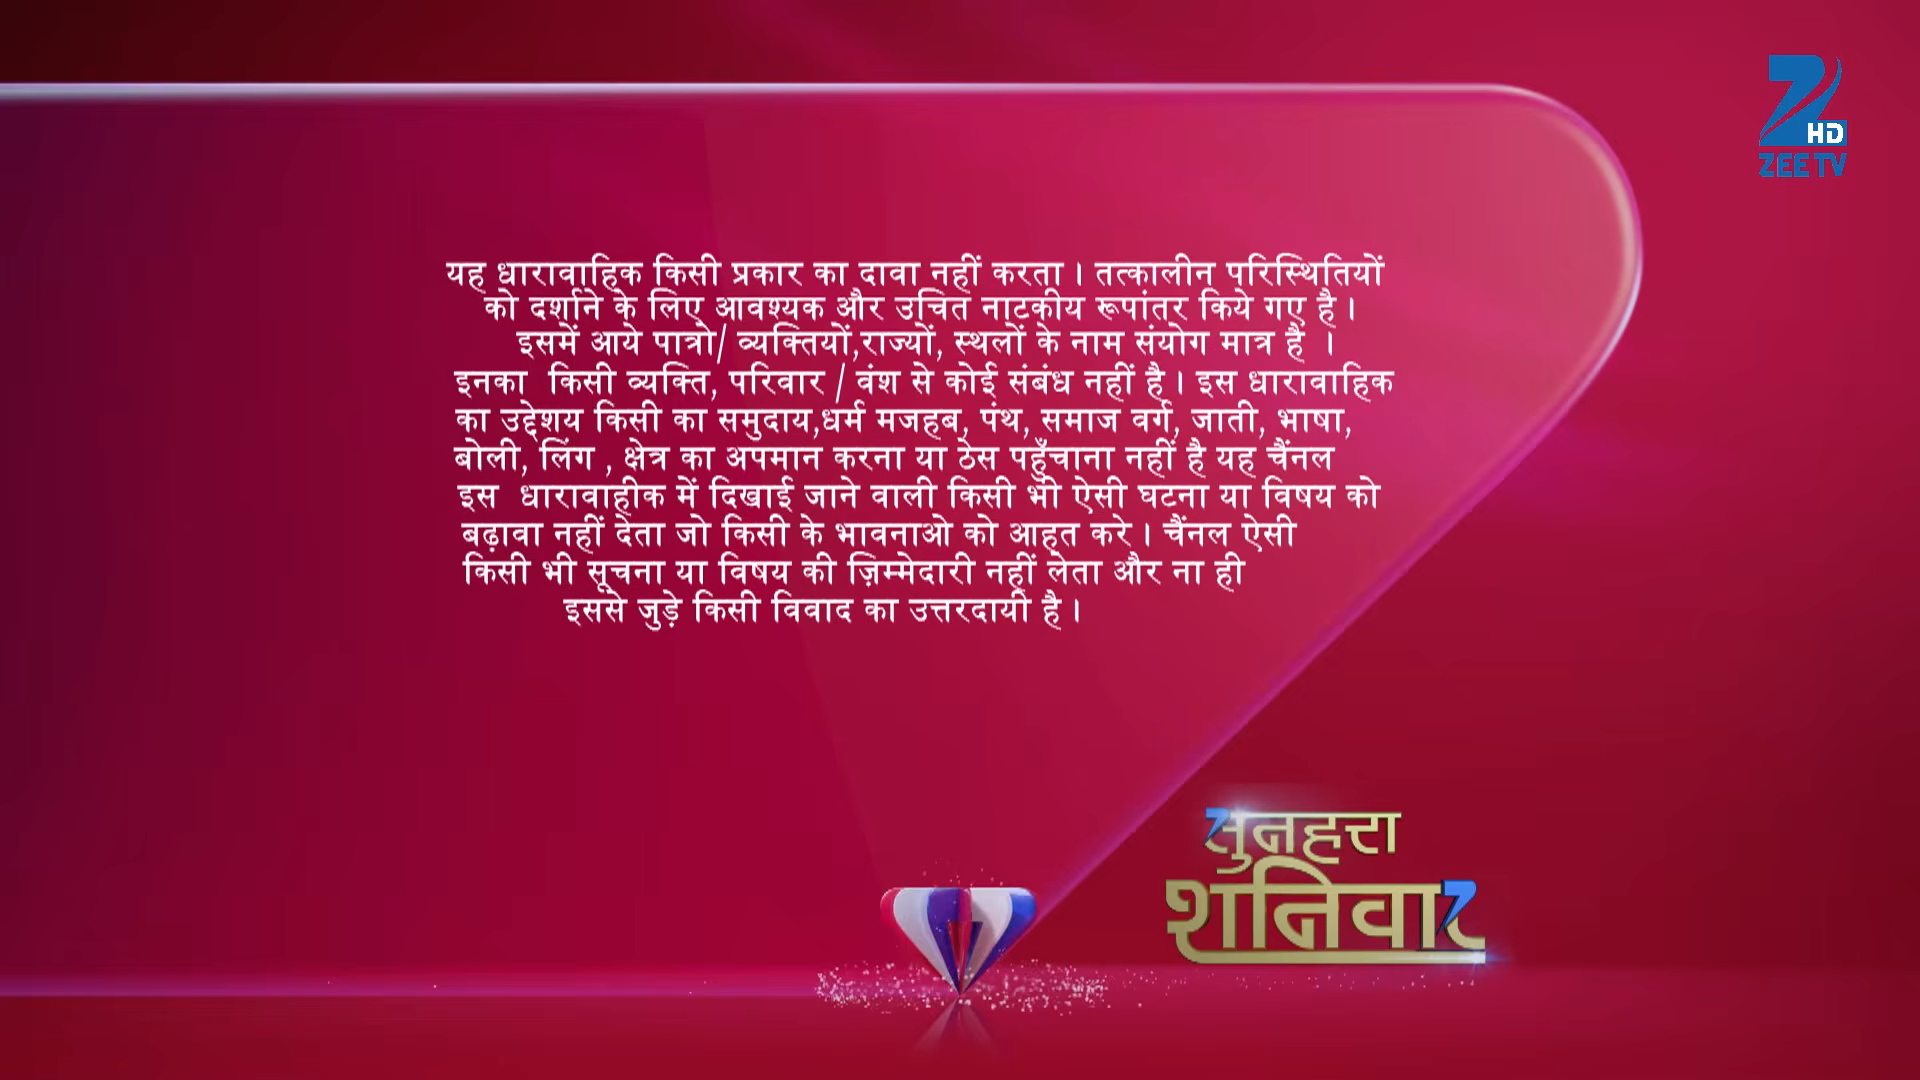 HD
ZEE TV
यह धारावाहिक किसी प्रकार का दावा नहीं करता । तत्कालीन परिस्थितियों
को दर्शाने के लिए आवश्यक और उचित नाटकीय रूपांतर किये गए है ।
इसमें आये पात्रो/ व्यक्तियों,राज्यों, स्थलों के नाम संयोग मात्र है ।
इनका किसी व्यक्ति, परिवार / वंश से कोई संबंध नहीं है । इस धारावाहिक
का उद्देशय किसी का समुदाय,धर्म मजहब, पंथ, समाज वर्ग, जाती, भाषा,
बोली, लिंग , क्षेत्र का अपमान करना या ठेस पहुँचाना नहीं है यह चैंनल
इस धारावाहीक में दिखाई जाने वाली किसी भी ऐसी घटना या विषय को
बढ़ावा नहीं देता जो किसी के भावनाओ को आहत करे । चैंनल ऐसी
किसी भी सूचना या विषय की ज़िम्मेदारी नहीं लेता और ना ही
इससे जुड़े किसी विवाद का उत्तरदायी है ।
सुनहरा
शनिवार